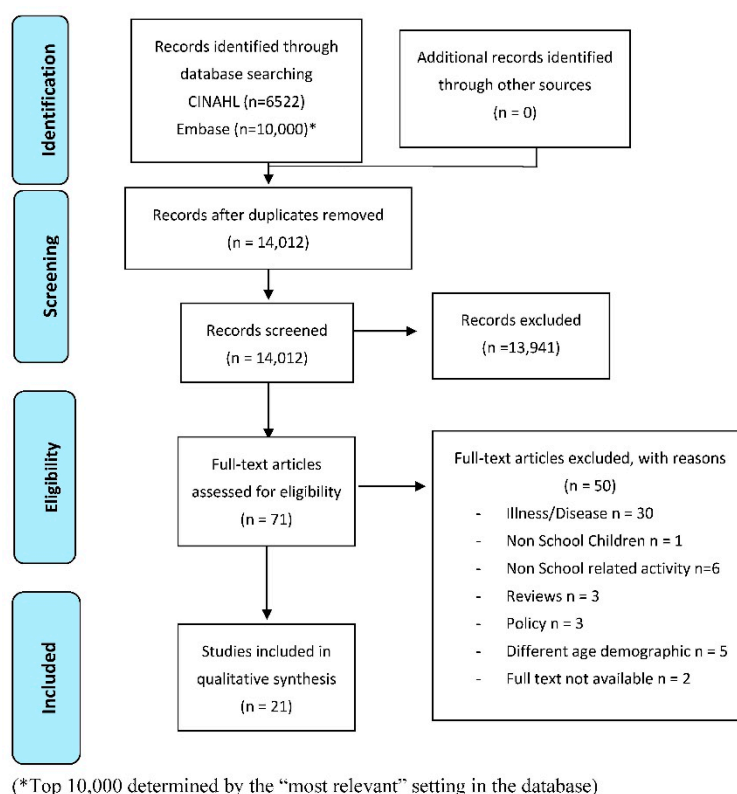 Identification
Records identified through
database searching
CINAHL (n=6522)
Embase (n=10,000)*
Additional records identified
through other sources
(n = 0)
Screening
Records after duplicates removed
(n = 14,012)
Records screened
(n = 14,012)
Records excluded
(n =13,941)
Eligibility
Full-text articles
assessed for eligibility
(n = 71)
Full-text articles excluded, with reasons
(n = 50)
- Illness/Disease n = 30
- Non School Children n = 1
- Non School related activity n=6
- Reviews n = 3
- Policy n = 3
- Different age demographic n = 5
- Full text not available n = 2
Included
Studies included in
qualitative synthesis
(n = 21)
(*Top 10,000 determined by the “most relevant” setting in the database)